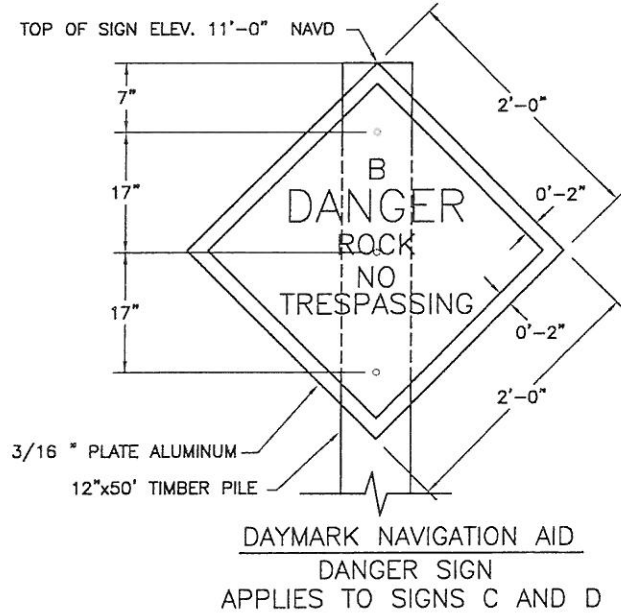 TOP OF SIGN ELEV. 11'-0" NAVD
7"
2'-0"
17"
B
DANGER
0'-2"
ROCK
NO
TRESPASSING
17"
0'-2"
2'-0"
3/16 " PLATE ALUMINUM
12"x50' TIMBER PILE
DAYMARK NAVIGATION AID
DANGER SIGN
APPLIES TO SIGNS C AND D